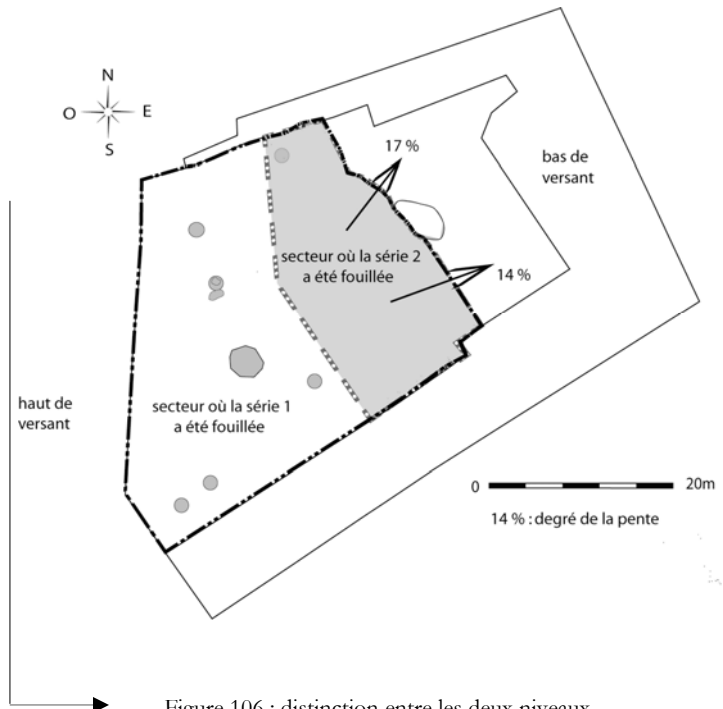 N
O E
S
17 %
bas de
versant
secteur où la série 2
a été fouillée
14 %
haut de
versant
secteur où la série 1
a été fouillée
0 20m
14 % : degré de la pente
Figure 106 : distinction entre les deux niveaux